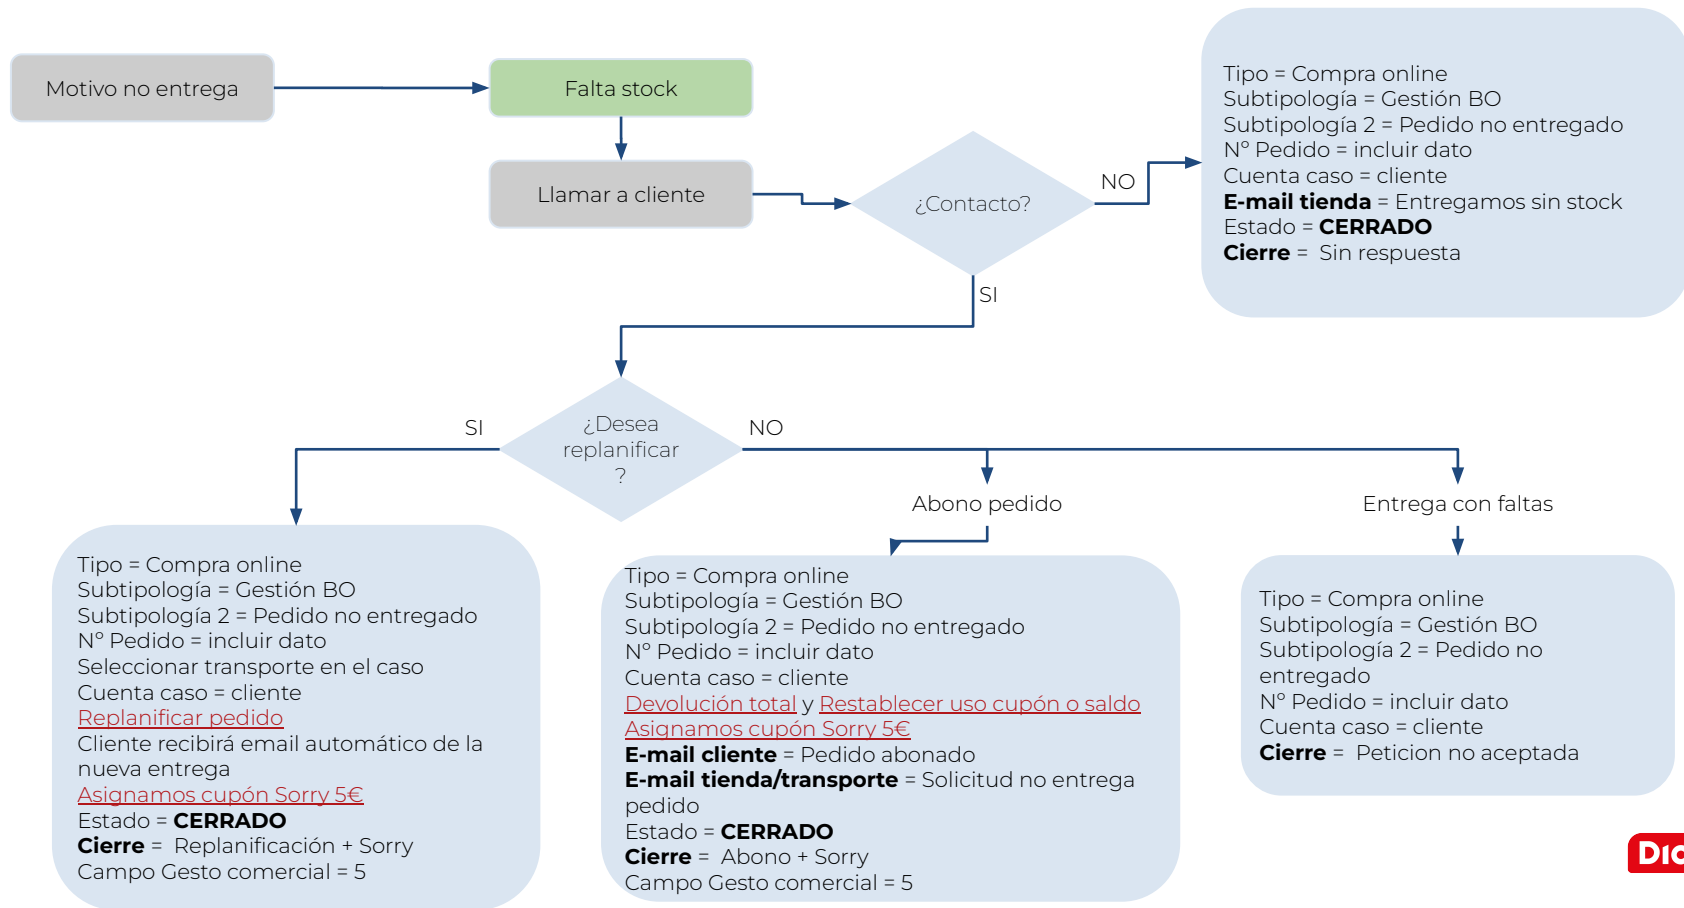 Motivo no entrega
Falta stock
Llamar a cliente
¿Contacto?
NO
Tipo = Compra online
Subtipología = Gestión BO
Subtipología 2 = Pedido no entregado
Nº Pedido = incluir dato
Cuenta caso = cliente
E-mail tienda = Entregamos sin stock
Estado = CERRADO
Cierre = Sin respuesta
SI
¿Desea
replanificar
?
SI
NO
Abono pedido
Entrega con faltas
Tipo = Compra online
Subtipología = Gestión BO
Subtipología 2 = Pedido no entregado
Nº Pedido = incluir dato
Seleccionar transporte en el caso
Cuenta caso = cliente
Replanificar pedido
Cliente recibirá email automático de la
nueva entrega
Asignamos cupón Sorry 5€
Estado = CERRADO
Cierre = Replanificación + Sorry
Campo Gesto comercial = 5
Tipo = Compra online
Subtipología = Gestión BO
Subtipología 2 = Pedido no entregado
Nº Pedido = incluir dato
Cuenta caso = cliente
Devolución total y Restablecer uso cupón o saldo
Asignamos cupón Sorry 5€
E-mail cliente = Pedido abonado
E-mail tienda/transporte = Solicitud no entrega
pedido
Estado = CERRADO
Cierre = Abono + Sorry
Campo Gesto comercial = 5
Tipo = Compra online
Subtipología = Gestión BO
Subtipología 2 = Pedido no
entregado
Nº Pedido = incluir dato
Cuenta caso = cliente
Cierre = Peticion no aceptada